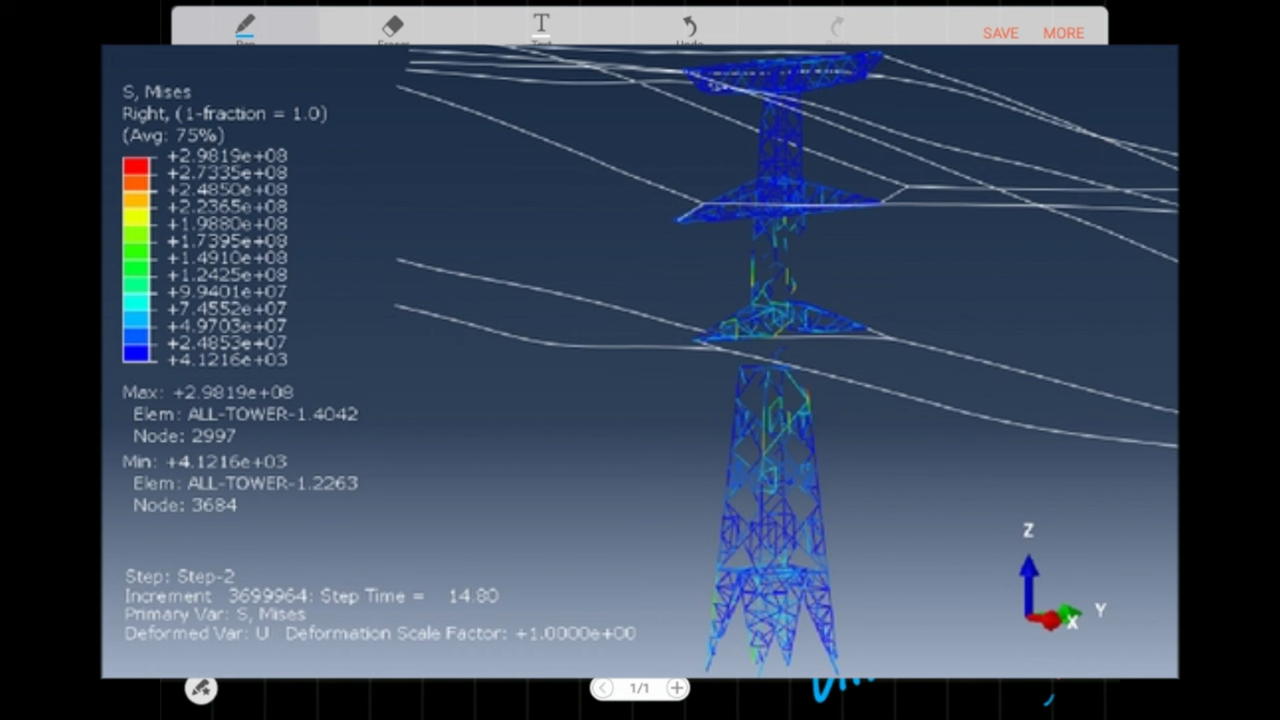 SAVE MORE
S, Mises
Right, (1-fraction = 1.0)
(Avg: 75%)
+2.9819e+08
+2.7335e+08
+2.4850e+08
+2.2365e+08
+1.9880e+08
+1.7395e+08
+1.4910e+08
+1.2425e+08
+9.9401e+07
+7.4552e+07
+4.9703e+07
+2.4853e+07
+4.1216e+03
Max: +2.9819e+08
Elem: ALL-TOWER-1.4042
Node: 2997
Min: +4.1216e+03
Elem: ALL-TOWER-1.2263
Node: 3684
Z
Y
X
Step: Step-2
Increment 3699964: Step Time = 14.80
Primary Var: S, Mises
Deformed Var: U Deformation Scale Factor: +1.0000e+00
1/1